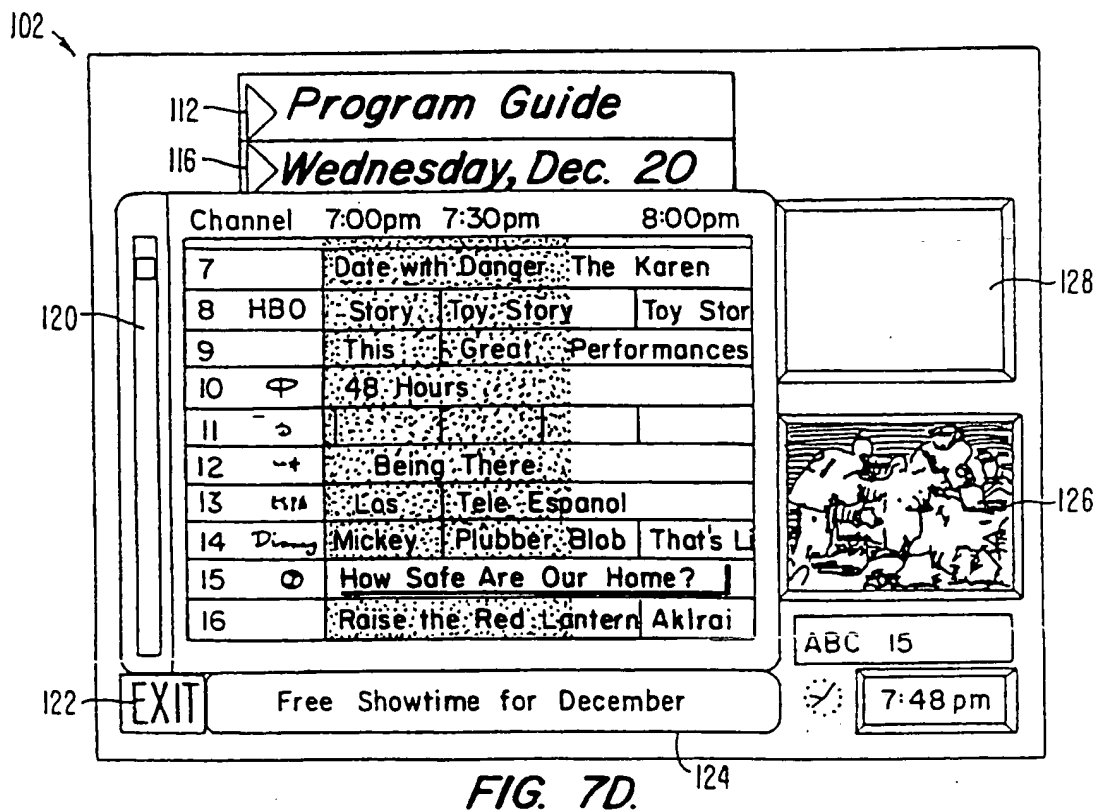 102
112 Program Guide
116 Wednesday, Dec. 20
Channel 7:00pm 7:30pm 8:00pm
7 Date with Danger The Karen
128
120
8 HBO Story Toy Story Toy Stor
9 This Great Performances
10 48 Hours
11
12 Being There
13 Las Tele Espanol
126
14 Disney Mickey Plubber Blob That's Li
15 How Safe Are Our Home?
16 Raise the Red Lantern Aklrai
ABC 15
122 EXIT Free Showtime for December 7:48 pm
124
FIG. 7D.